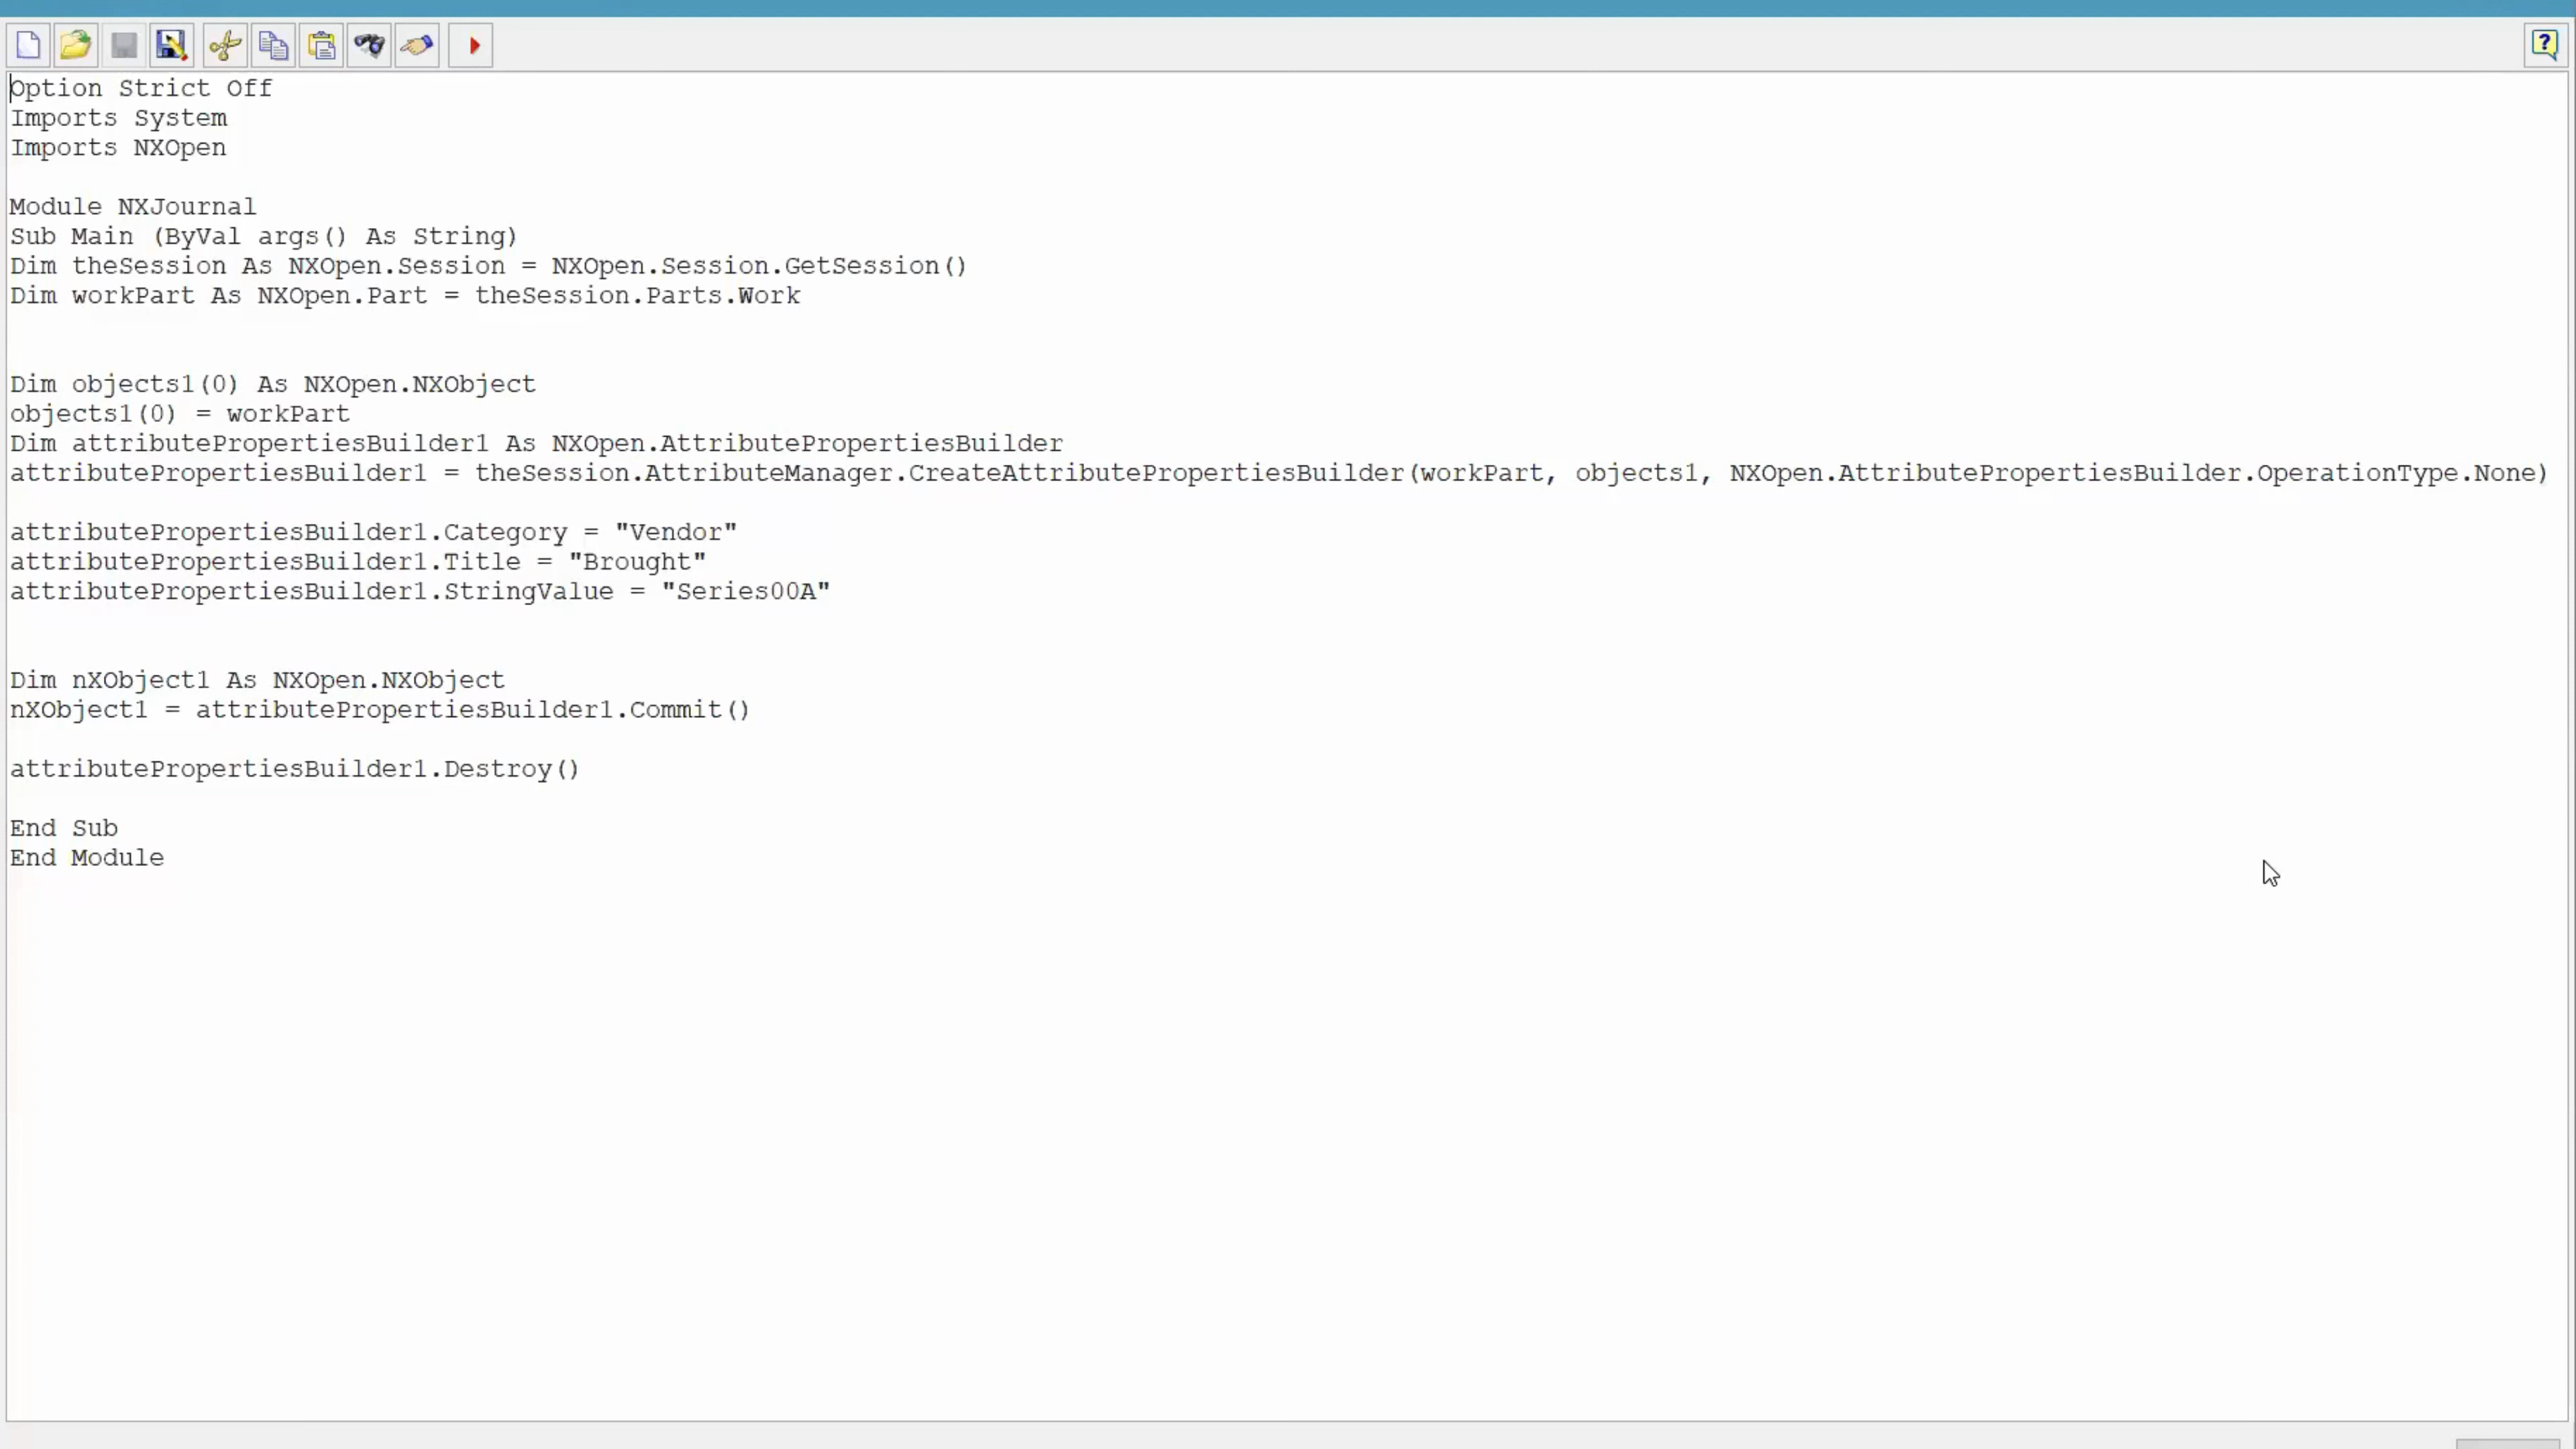 Option Strict Off
Imports System
Imports NXOpen
Module NXJournal
Sub Main (ByVal args() As String)
Dim theSession As NXOpen.Session = NXOpen.Session.GetSession()
Dim workPart As NXOpen.Part = theSession.Parts.Work
Dim objects1(0) As NXOpen.NXObject
objects1(0) = workPart
Dim attributePropertiesBuilder1 As NXOpen.AttributePropertiesBuilder
attributePropertiesBuilder1 = theSession.AttributeManager.CreateAttributePropertiesBuilder(workPart, objects1, NXOpen.AttributePropertiesBuilder.OperationType.None)
attributePropertiesBuilder1.Category = "Vendor"
attributePropertiesBuilder1.Title = "Brought"
attributePropertiesBuilder1.StringValue = "Series00A"
Dim nXObject1 As NXOpen.NXObject
nXObject1 = attributePropertiesBuilder1.Commit()
attributePropertiesBuilder1.Destroy()
End Sub
End Module